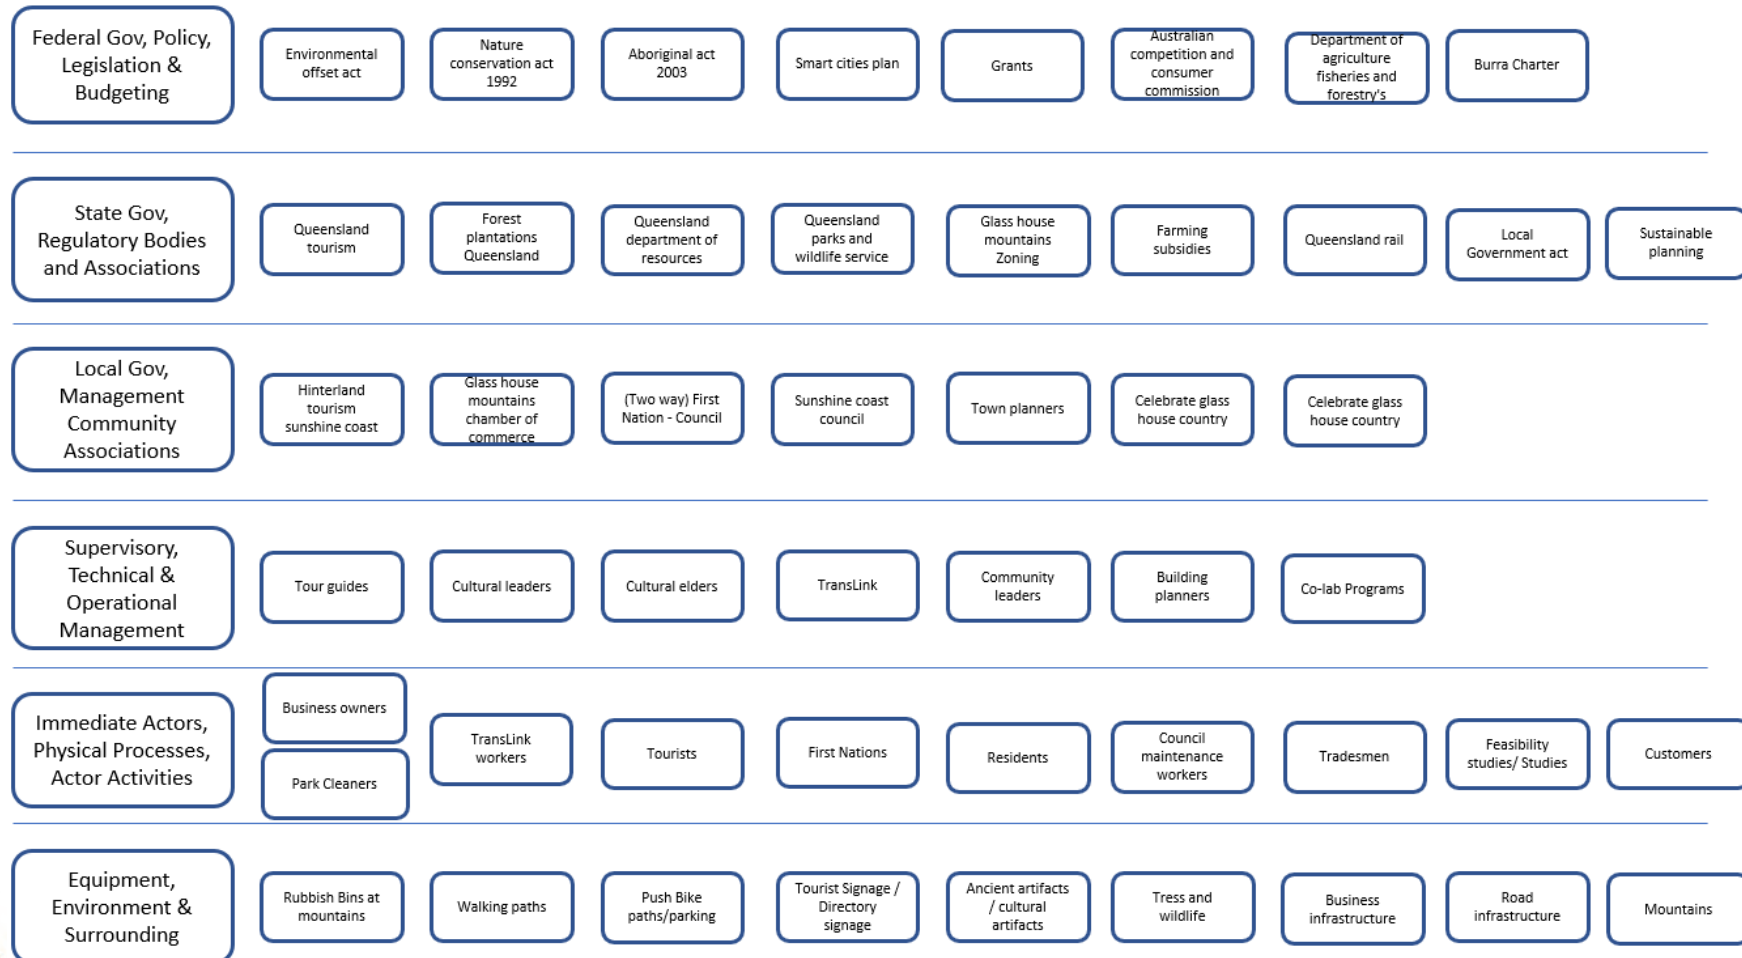 Federal Gov, Policy,
Legislation &
Budgeting
Environmental
offset act
Nature
conservation act
1992
Aboriginal act
2003
Smart cities plan
Grants
Australian
competition and
consumer
commission
Department of
agriculture
fisheries and
forestry's
Burra Charter
State Gov,
Regulatory Bodies
and Associations
Queensland
tourism
Forest
plantations
Queensland
Queensland
department of
resources
Queensland
parks and
wildlife service
Glass house
mountains
Zoning
Farming
subsidies
Queensland rail
Local
Government act
Sustainable
planning
Local Gov,
Management
Community
Associations
Hinterland
tourism
sunshine coast
Glass house
mountains
chamber of
commerce
(Two way) First
Nation - Council
Sunshine coast
council
Town planners
Celebrate glass
house country
Celebrate glass
house country
Supervisory,
Technical &
Operational
Management
Tour guides
Cultural leaders
Cultural elders
TransLink
Community
leaders
Building
planners
Co-lab Programs
Immediate Actors,
Physical Processes,
Actor Activities
Business owners
Park Cleaners
TransLink
workers
Tourists
First Nations
Residents
Council
maintenance
workers
Tradesmen
Feasibility
studies/ Studies
Customers
Equipment,
Environment &
Surrounding
Rubbish Bins at
mountains
Walking paths
Push Bike
paths/parking
Tourist Signage /
Directory
signage
Ancient artifacts
/ cultural
artifacts
Tress and
wildlife
Business
infrastructure
Road
infrastructure
Mountains